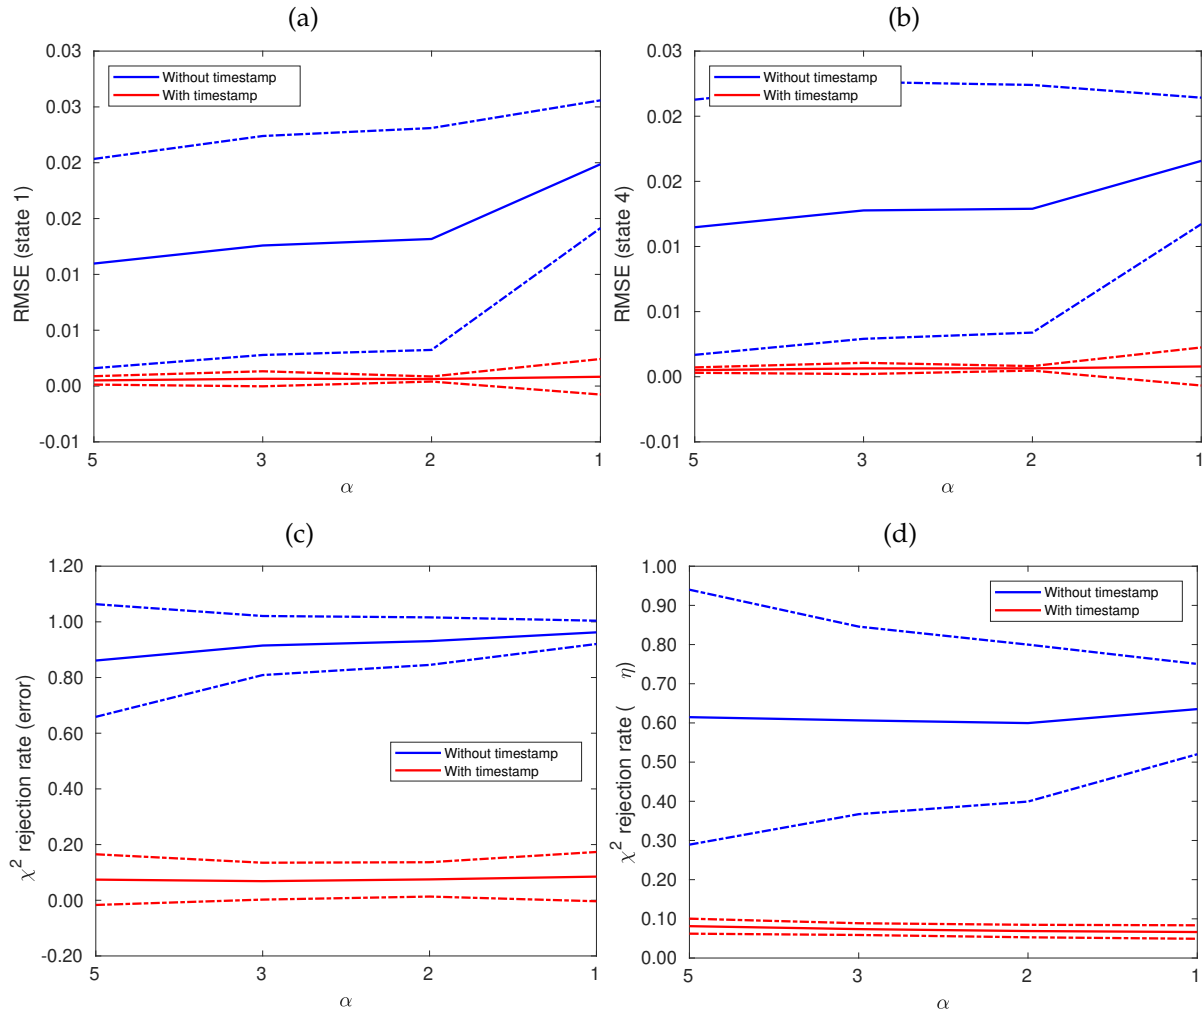 (a)
0.03
0.03
0.02
0.02
0.01
0.01
0.00
-0.01
RMSE (state 1)
Without timestamp
With timestamp
5
3
2
1
α
(b)
0.03
0.02
0.02
0.01
0.01
0.00
-0.01
RMSE (state 4)
Without timestamp
With timestamp
5
3
2
1
α
(c)
1.20
1.00
0.80
0.60
0.40
0.20
0.00
-0.20
χ² rejection rate (error)
Without timestamp
With timestamp
5
3
2
1
α
(d)
1.00
0.90
0.80
0.70
0.60
0.50
0.40
0.30
0.20
0.10
0.00
χ² rejection rate ( η)
Without timestamp
With timestamp
5
3
2
1
α